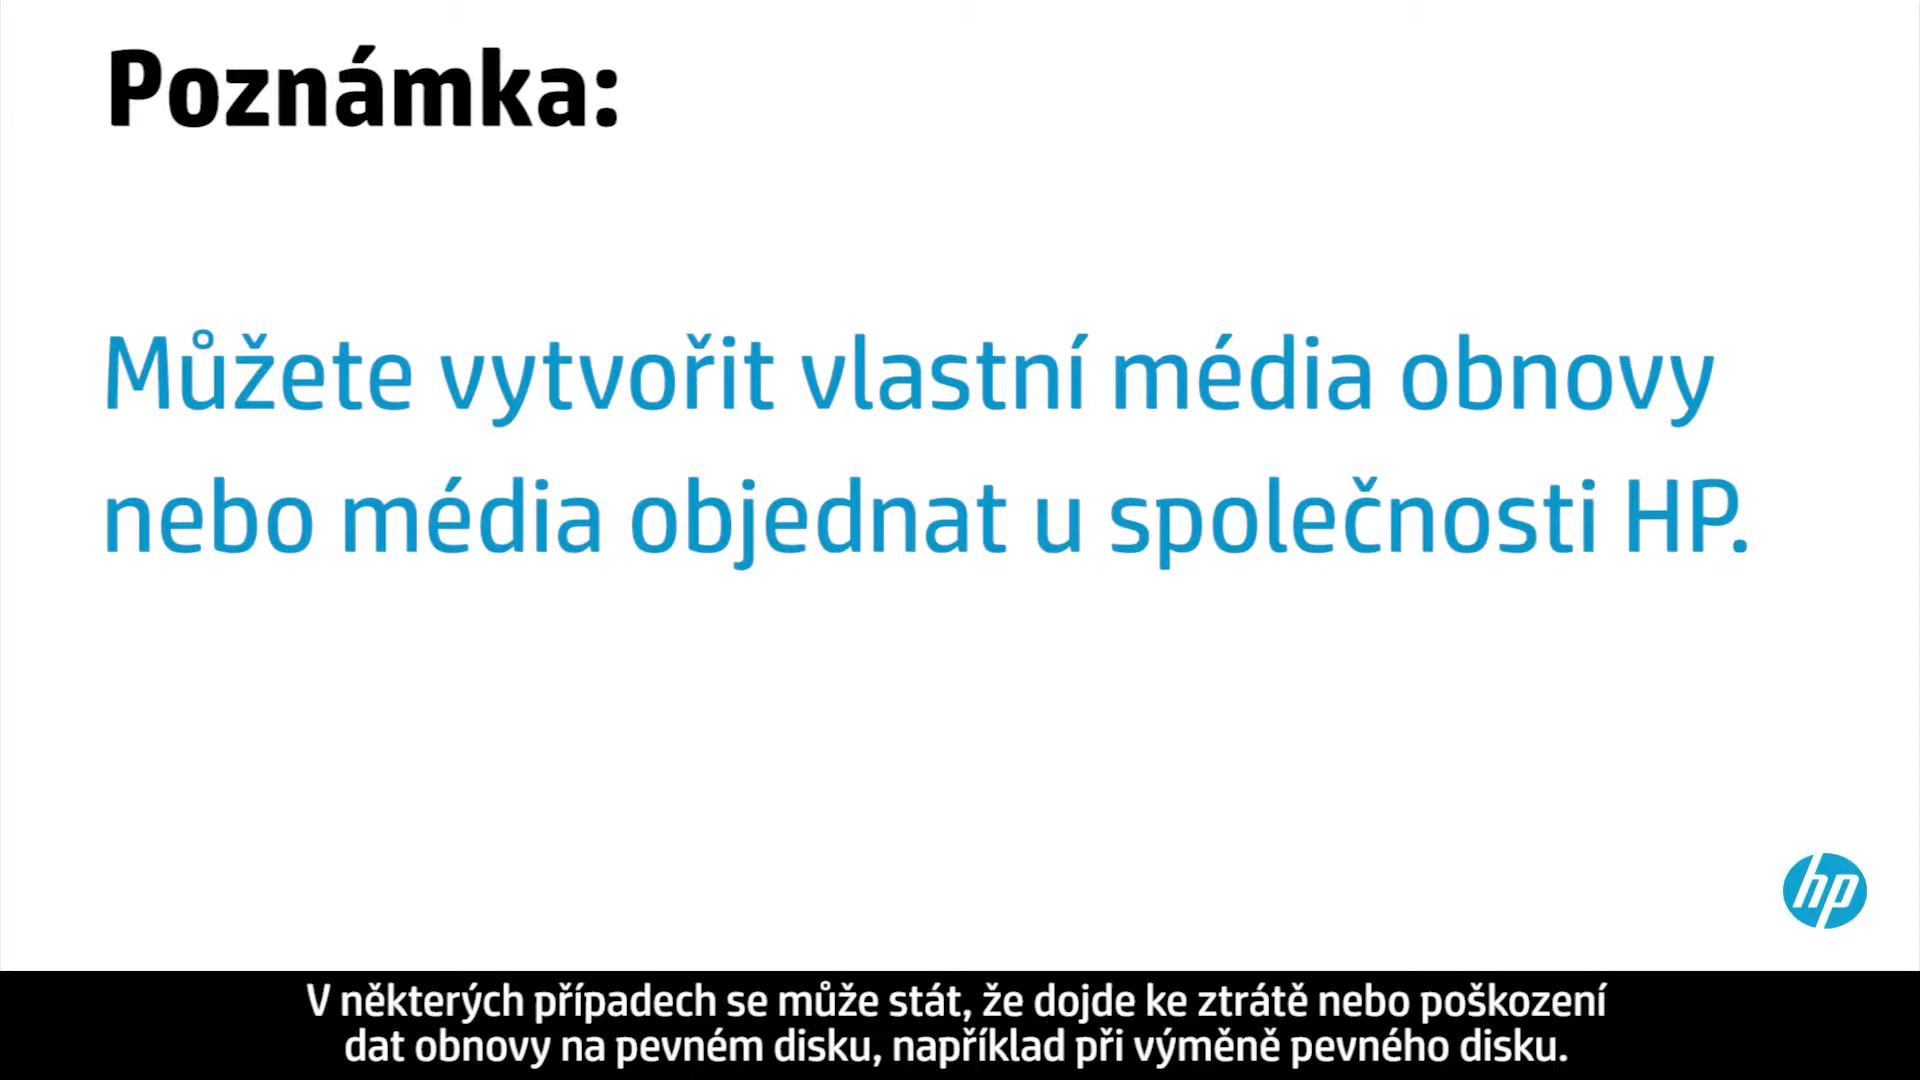 Poznámka:
Můžete vytvořit vlastní média obnovy
nebo média objednat u společnosti HP.
hp
V některých případech se může stát, že dojde ke ztrátě nebo poškození
dat obnovy na pevném disku, například při výměně pevného disku.